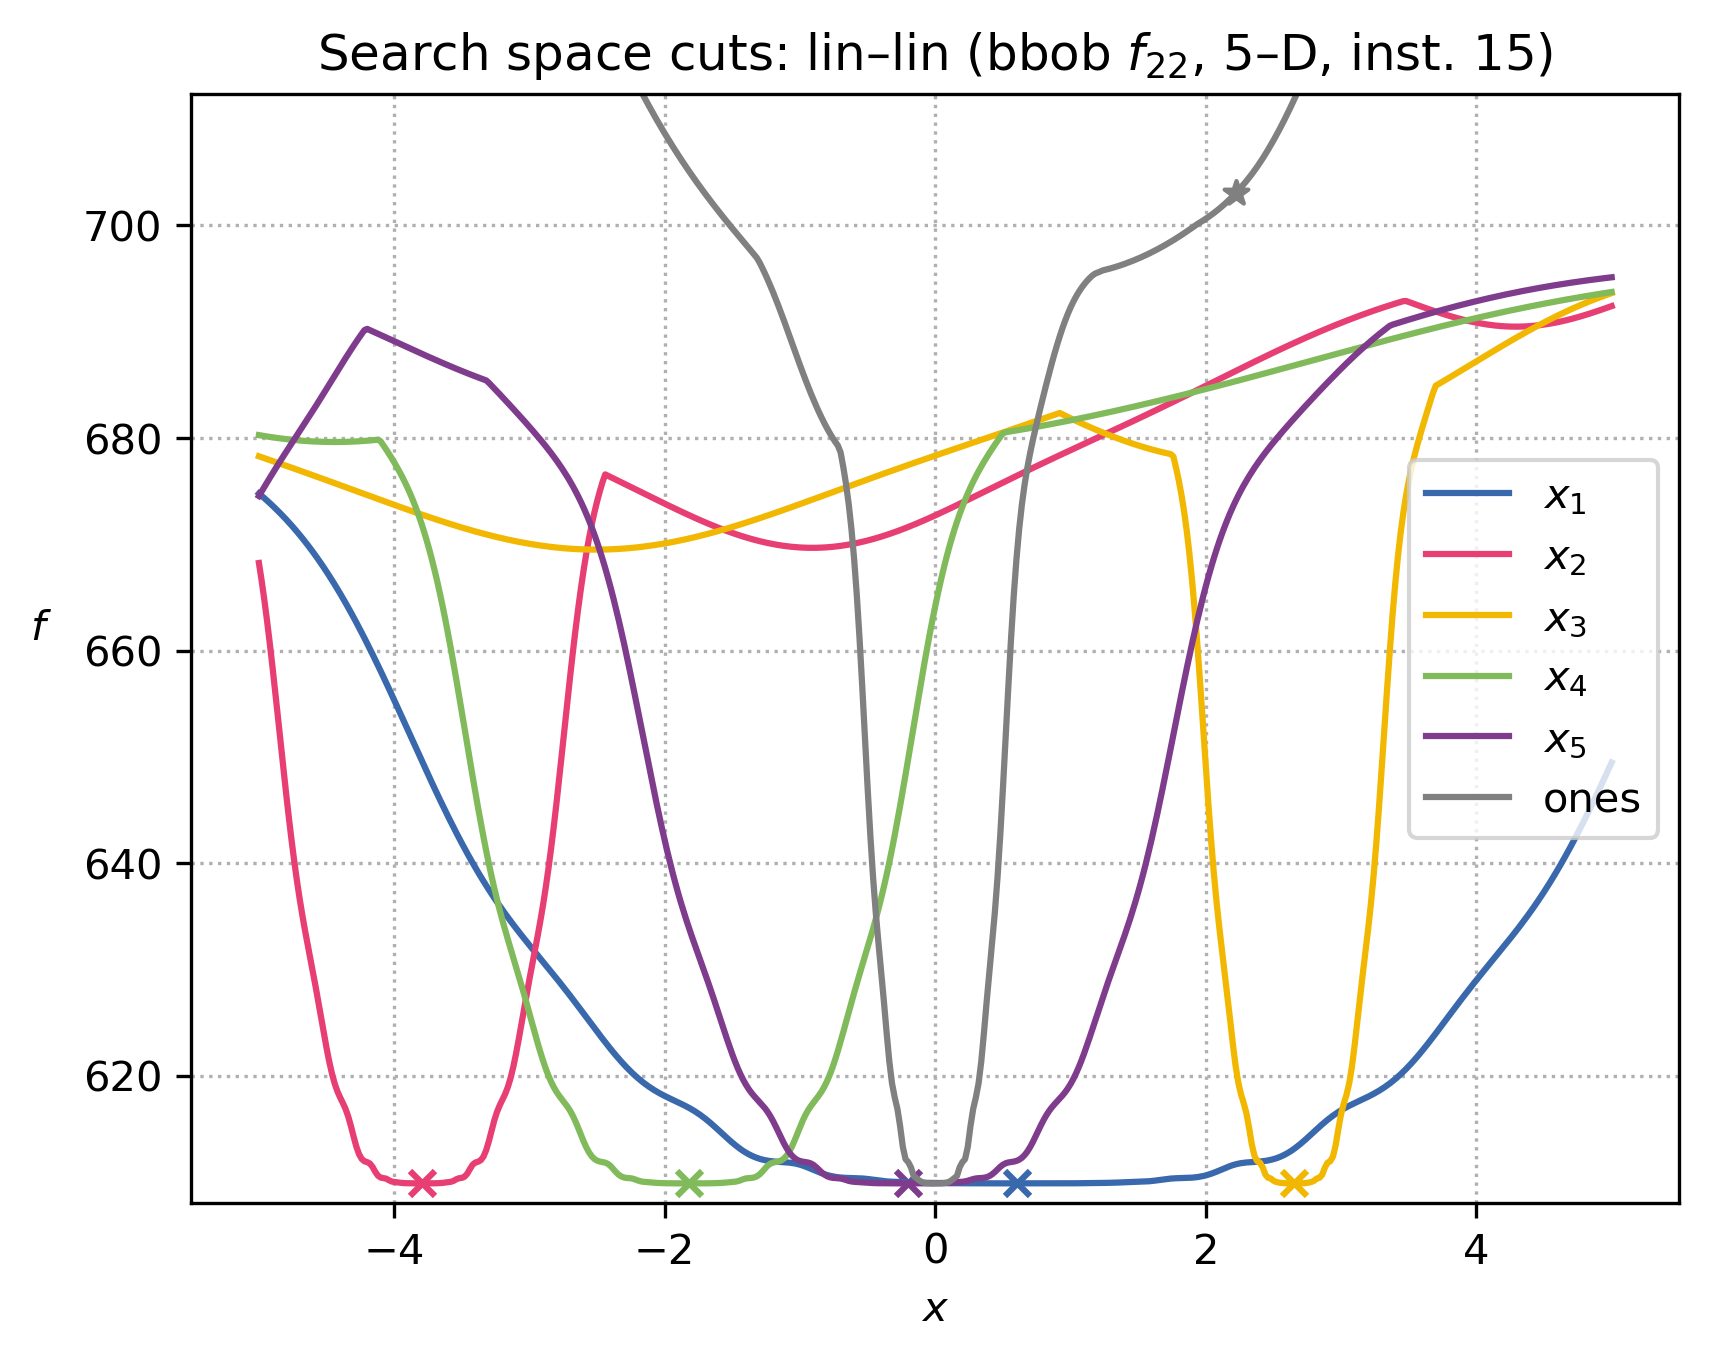 Search space cuts: lin–lin (bbob f₂₂, 5–D, inst. 15)
f
700
680
660
640
620
−4 −2 0 2 4
x
x₁
x₂
x₃
x₄
x₅
ones